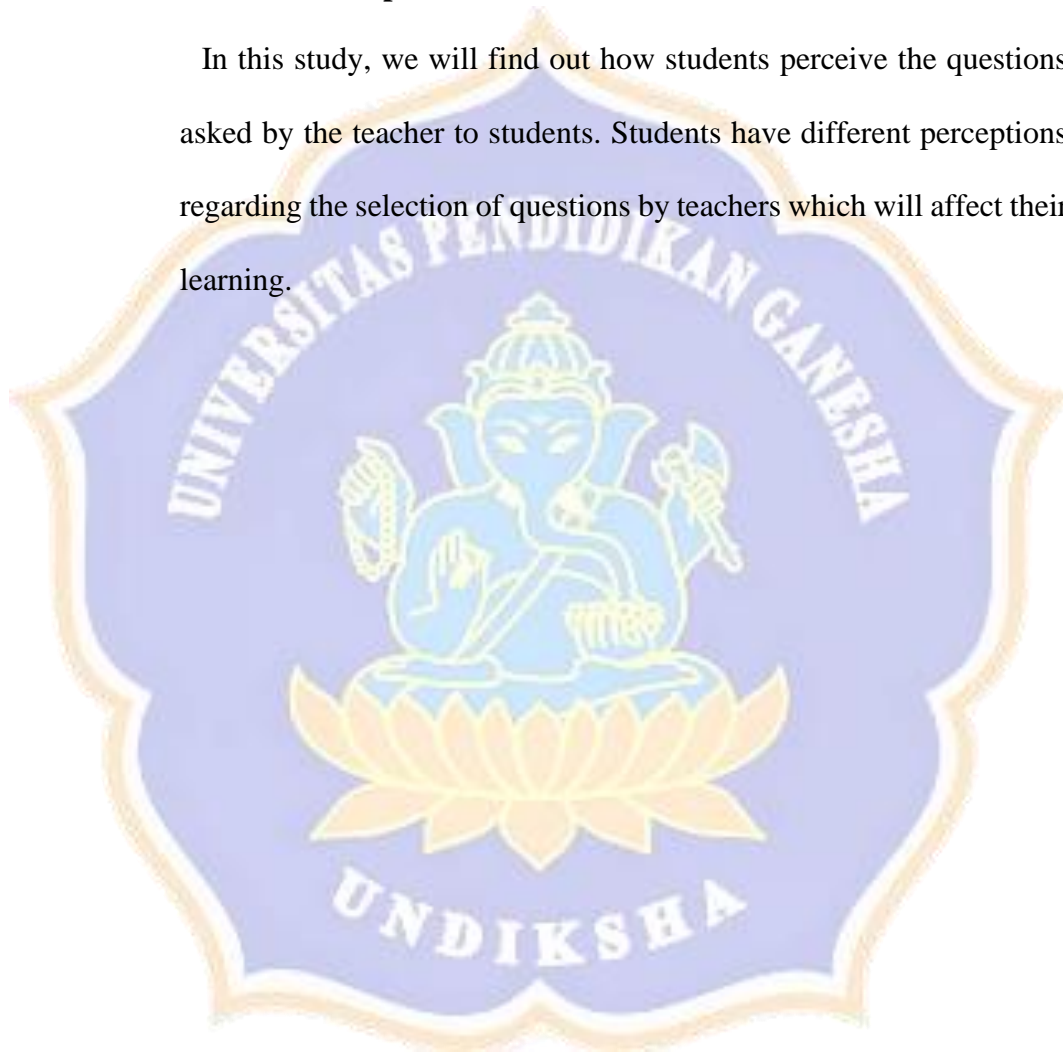 In this study, we will find out how students perceive the questions
asked by the teacher to students. Students have different perceptions
regarding the selection of questions by teachers which will affect their
learning.
UNIVERSITAS PENDIDIKAN GANESHA
UNDIKSHA